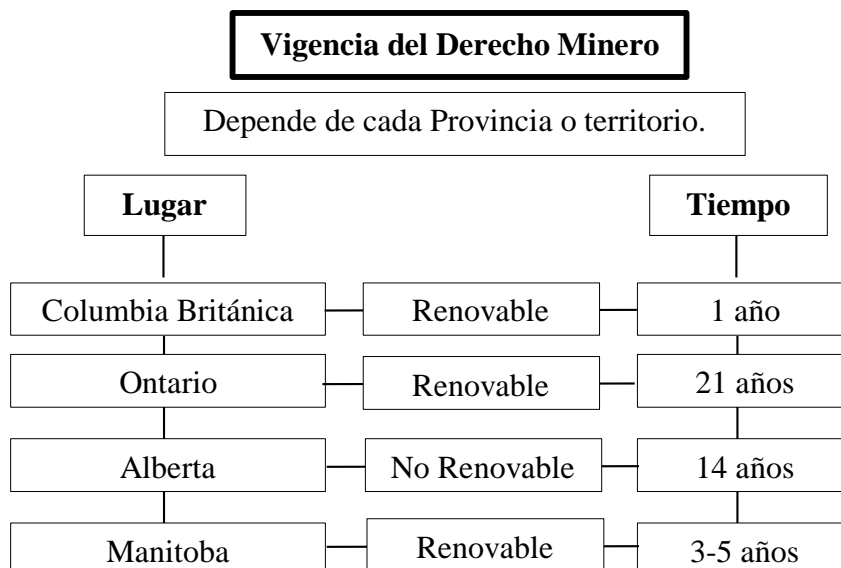 Vigencia del Derecho Minero
Depende de cada Provincia o territorio.
Lugar
Tiempo
Columbia Británica
Renovable
1 año
Ontario
Renovable
21 años
Alberta
No Renovable
14 años
Manitoba
Renovable
3-5 años